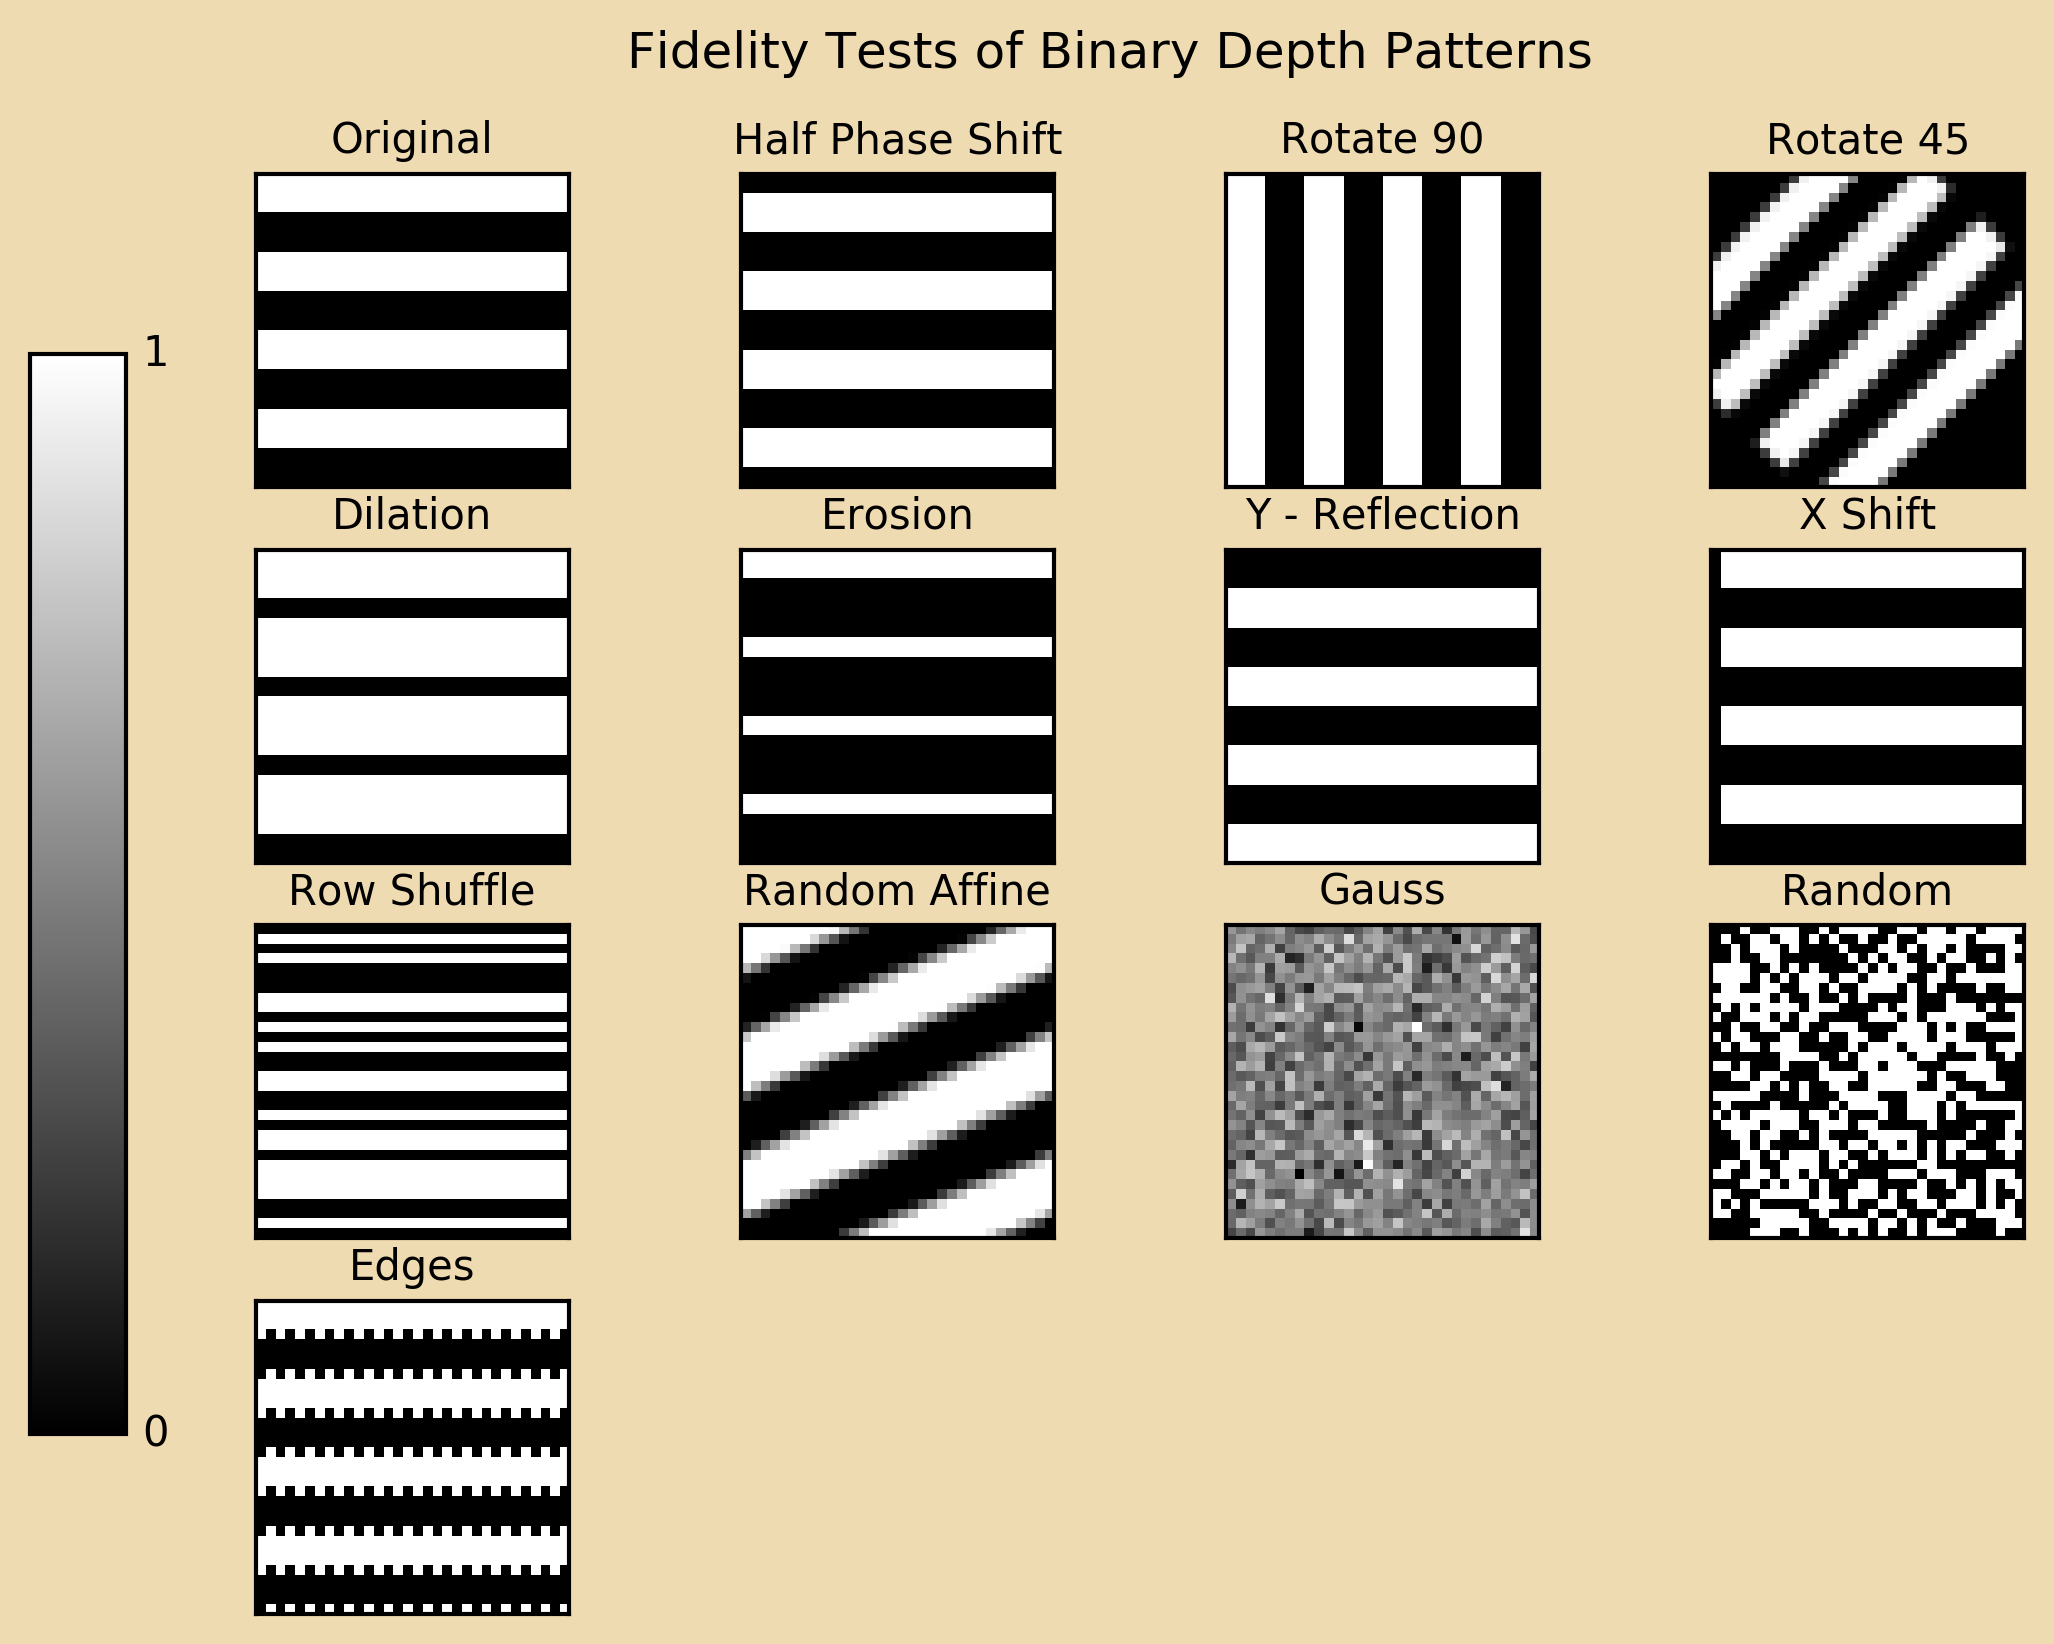 Fidelity Tests of Binary Depth Patterns
Original
Half Phase Shift
Rotate 90
Rotate 45
1
Dilation
Erosion
Y - Reflection
X Shift
Row Shuffle
Random Affine
Gauss
Random
Edges
0